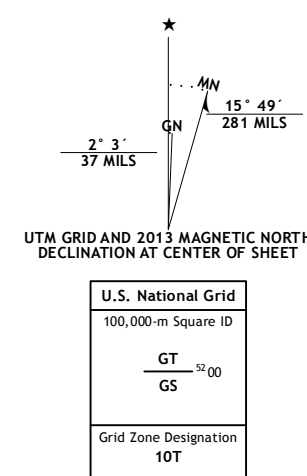 ★
MN
GN
15° 49´
281 MILS
2° 3´
37 MILS
UTM GRID AND 2013 MAGNETIC NORTH
DECLINATION AT CENTER OF SHEET
U.S. National Grid
100,000-m Square ID
GT
52 00
GS
Grid Zone Designation
10T